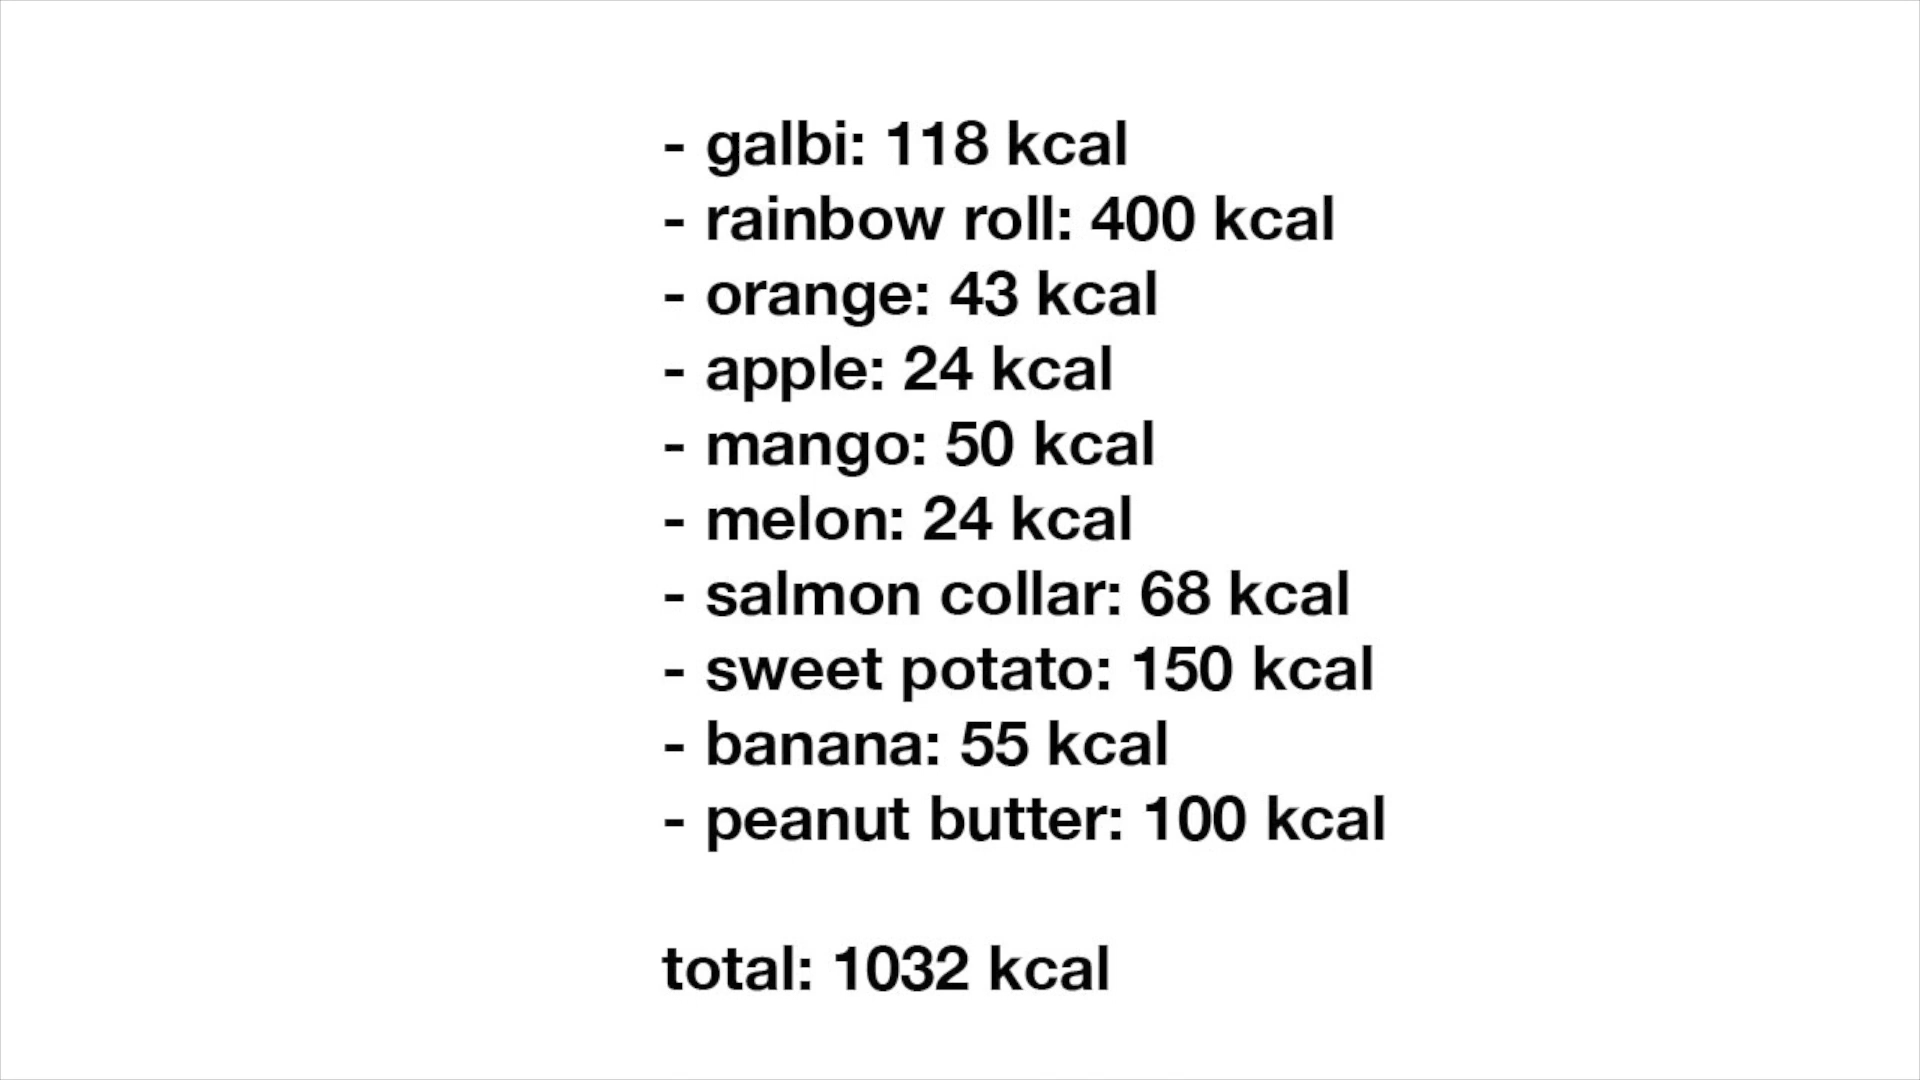 - galbi: 118 kcal
- rainbow roll: 400 kcal
- orange: 43 kcal
- apple: 24 kcal
- mango: 50 kcal
- melon: 24 kcal
- salmon collar: 68 kcal
- sweet potato: 150 kcal
- banana: 55 kcal
- peanut butter: 100 kcal
total: 1032 kcal